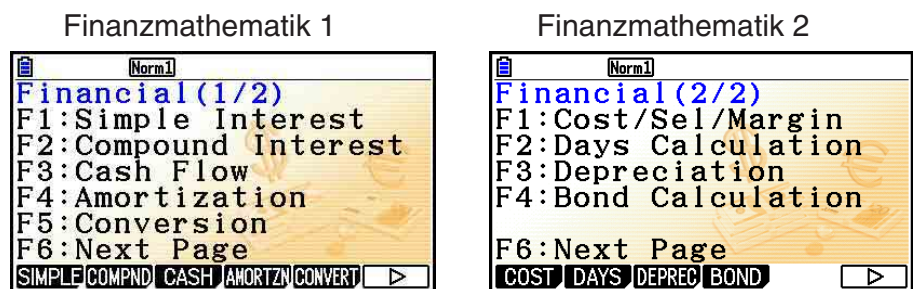 Finanzmathematik 1
Norm1
Financial(1/2)
F1:Simple Interest
F2:Compound Interest
F3:Cash Flow
F4:Amortization
F5:Conversion
F6:Next Page
SIMPLE COMPND CASH AMORTZN CONVERT ▷
Finanzmathematik 2
Norm1
Financial(2/2)
F1:Cost/Sel/Margin
F2:Days Calculation
F3:Depreciation
F4:Bond Calculation
F6:Next Page
COST DAYS DEPREC BOND ▷